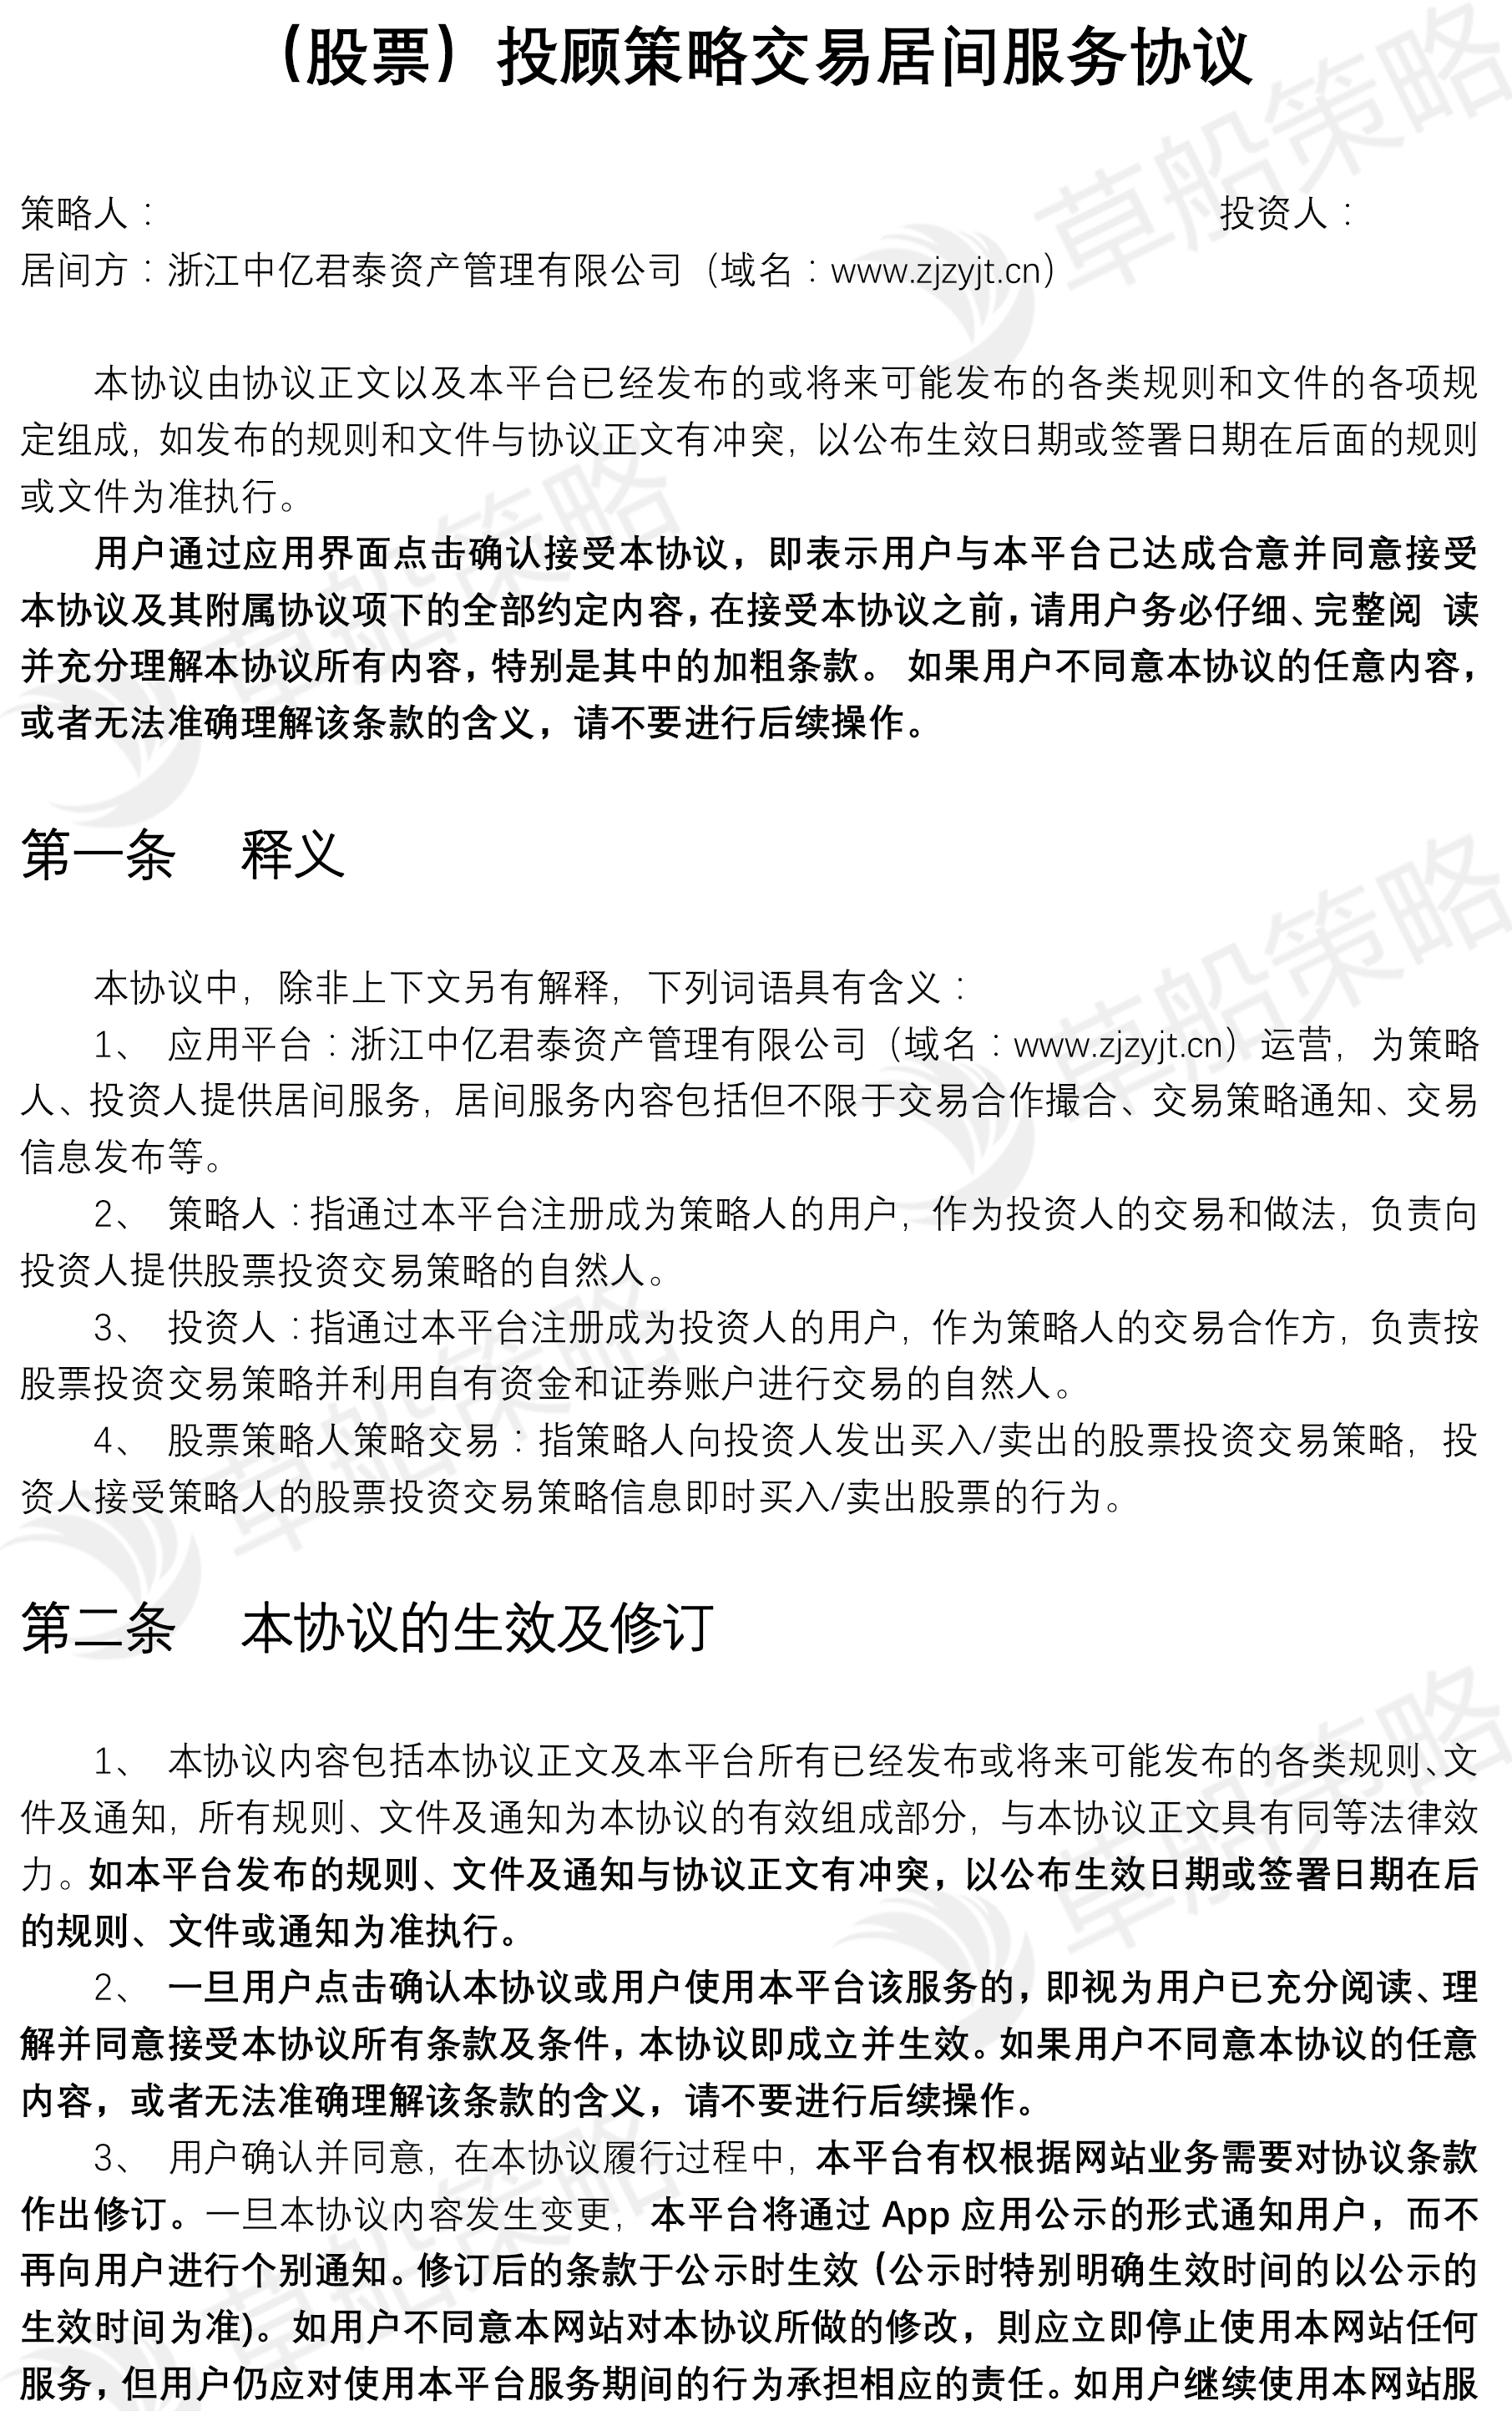 （股票）投顾策略交易居间服务协议
策略人： 投资人：
居间方：浙江中亿君泰资产管理有限公司（域名：www.zjzyjt.cn）
本协议由协议正文以及本平台已经发布的或将来可能发布的各类规则和文件的各项规
定组成，如发布的规则和文件与协议正文有冲突，以公布生效日期或签署日期在后面的规则
或文件为准执行。
用户通过应用界面点击确认接受本协议，即表示用户与本平台己达成合意并同意接受
本协议及其附属协议项下的全部约定内容，在接受本协议之前，请用户务必仔细、完整阅 读
并充分理解本协议所有内容，特别是其中的加粗条款。 如果用户不同意本协议的任意内容，
或者无法准确理解该条款的含义，请不要进行后续操作。
第一条 释义
本协议中，除非上下文另有解释，下列词语具有含义：
1、 应用平台：浙江中亿君泰资产管理有限公司（域名：www.zjzyjt.cn）运营，为策略
人、投资人提供居间服务，居间服务内容包括但不限于交易合作撮合、交易策略通知、交易
信息发布等。
2、 策略人：指通过本平台注册成为策略人的用户，作为投资人的交易和做法，负责向
投资人提供股票投资交易策略的自然人。
3、 投资人：指通过本平台注册成为投资人的用户，作为策略人的交易合作方，负责按
股票投资交易策略并利用自有资金和证券账户进行交易的自然人。
4、 股票策略人策略交易：指策略人向投资人发出买入/卖出的股票投资交易策略，投
资人接受策略人的股票投资交易策略信息即时买入/卖出股票的行为。
第二条 本协议的生效及修订
1、 本协议内容包括本协议正文及本平台所有已经发布或将来可能发布的各类规则、文
件及通知，所有规则、文件及通知为本协议的有效组成部分，与本协议正文具有同等法律效
力。如本平台发布的规则、文件及通知与协议正文有冲突，以公布生效日期或签署日期在后
的规则、文件或通知为准执行。
2、 一旦用户点击确认本协议或用户使用本平台该服务的，即视为用户已充分阅读、理
解并同意接受本协议所有条款及条件，本协议即成立并生效。如果用户不同意本协议的任意
内容，或者无法准确理解该条款的含义，请不要进行后续操作。
3、 用户确认并同意，在本协议履行过程中，本平台有权根据网站业务需要对协议条款
作出修订。一旦本协议内容发生变更，本平台将通过 App 应用公示的形式通知用户，而不
再向用户进行个别通知。修订后的条款于公示时生效（公示时特别明确生效时间的以公示的
生效时间为准)。如用户不同意本网站对本协议所做的修改，則应立即停止使用本网站任何
服务，但用户仍应对使用本平台服务期间的行为承担相应的责任。如用户继续使用本网站服
草船策略
草船策略
草船策略
草船策略
草船策略
草船策略